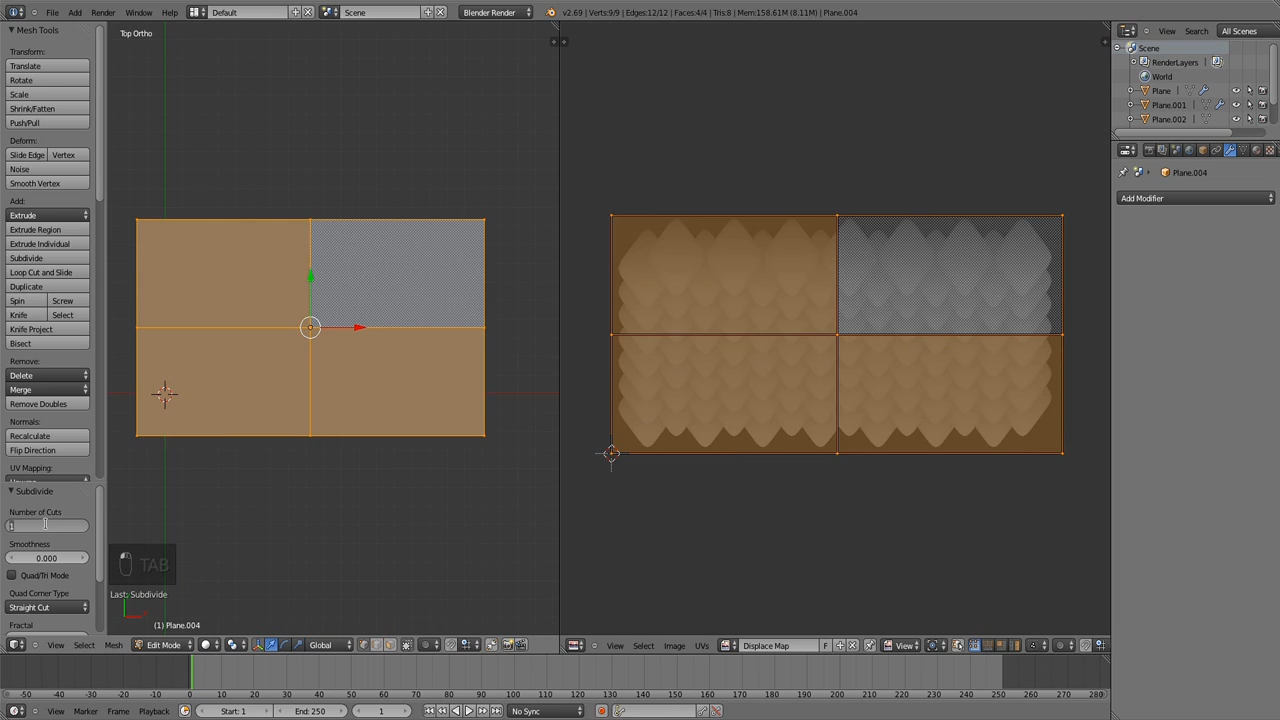 File Add Render Window Help Default Scene Blender Render v2.69 | Verts:9/9 | Edges:12/12 | Faces:4/4 | Tris:8 | Mem:158.61M (8.11M) | Plane.004
Mesh Tools
Transform:
Translate
Rotate
Scale
Shrink/Fatten
Push/Pull
Deform:
Slide Edge Vertex
Noise
Smooth Vertex
Add:
Extrude
Extrude Region
Extrude Individual
Subdivide
Loop Cut and Slide
Duplicate
Spin Screw
Knife Select
Knife Project
Bisect
Remove:
Delete
Merge
Remove Doubles
Normals:
Recalculate
Flip Direction
UV Mapping:
Subdivide
Number of Cuts
1
Smoothness
0.000
Quad/Tri Mode
Quad Corner Type
Straight Cut
Fractal
Top Ortho
TAB
Last: Subdivide
(1) Plane.004
View Search All Scenes
Scene
RenderLayers
World
Plane
Plane.001
Plane.002
Plane.004
Add Modifier
View Select Mesh Edit Mode Global
View Select Image UVs Displace Map F View
-50 -40 -30 -20 -10 0 10 20 30 40 50 60 70 80 90 100 110 120 130 140 150 160 170 180 190 200 210 220 230 240 250 260 270 280
View Marker Frame Playback Start: 1 End: 250 1 No Sync